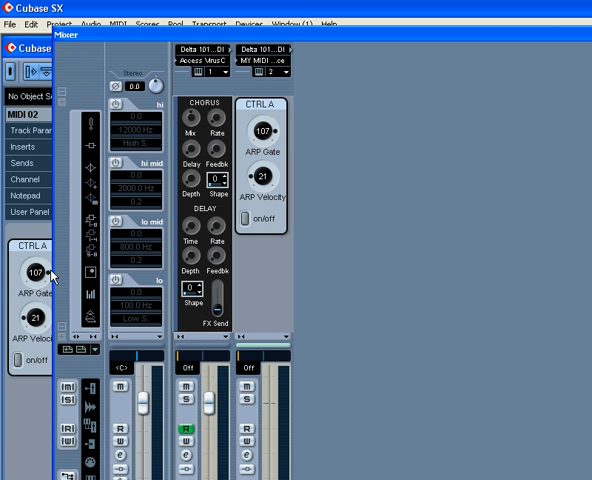 Cubase SX
File Edit Project Audio MIDI Scores Pool Transport Devices Window (1) Help
Mixer
Cubase
No Object Se
MIDI 02
Track Paran
Inserts
Sends
Channel
Notepad
User Panel
CTRL A
107
ARP Gate
21
ARP Veloci
on/off
Stereo
0.0
hi
0.0
12000 Hz
High S.
hi mid
0.0
2000.0 Hz
0.2
lo mid
0.0
800.0 Hz
0.2
lo
0.0
100.0 Hz
Low S.
<C>
M
R
W
e
Delta 101...DI
Access VirusC
1
CHORUS
Mix Rate
Delay Feedbk
0
Depth Shape
DELAY
Time Rate
Depth Feedbk
0
Shape
FX Send
Off
M
S
R
W
e
Delta 101...DI
MY MIDI ...ce
2
CTRL A
107
ARP Gate
21
ARP Velocity
on/off
Off
M
S
R
W
e